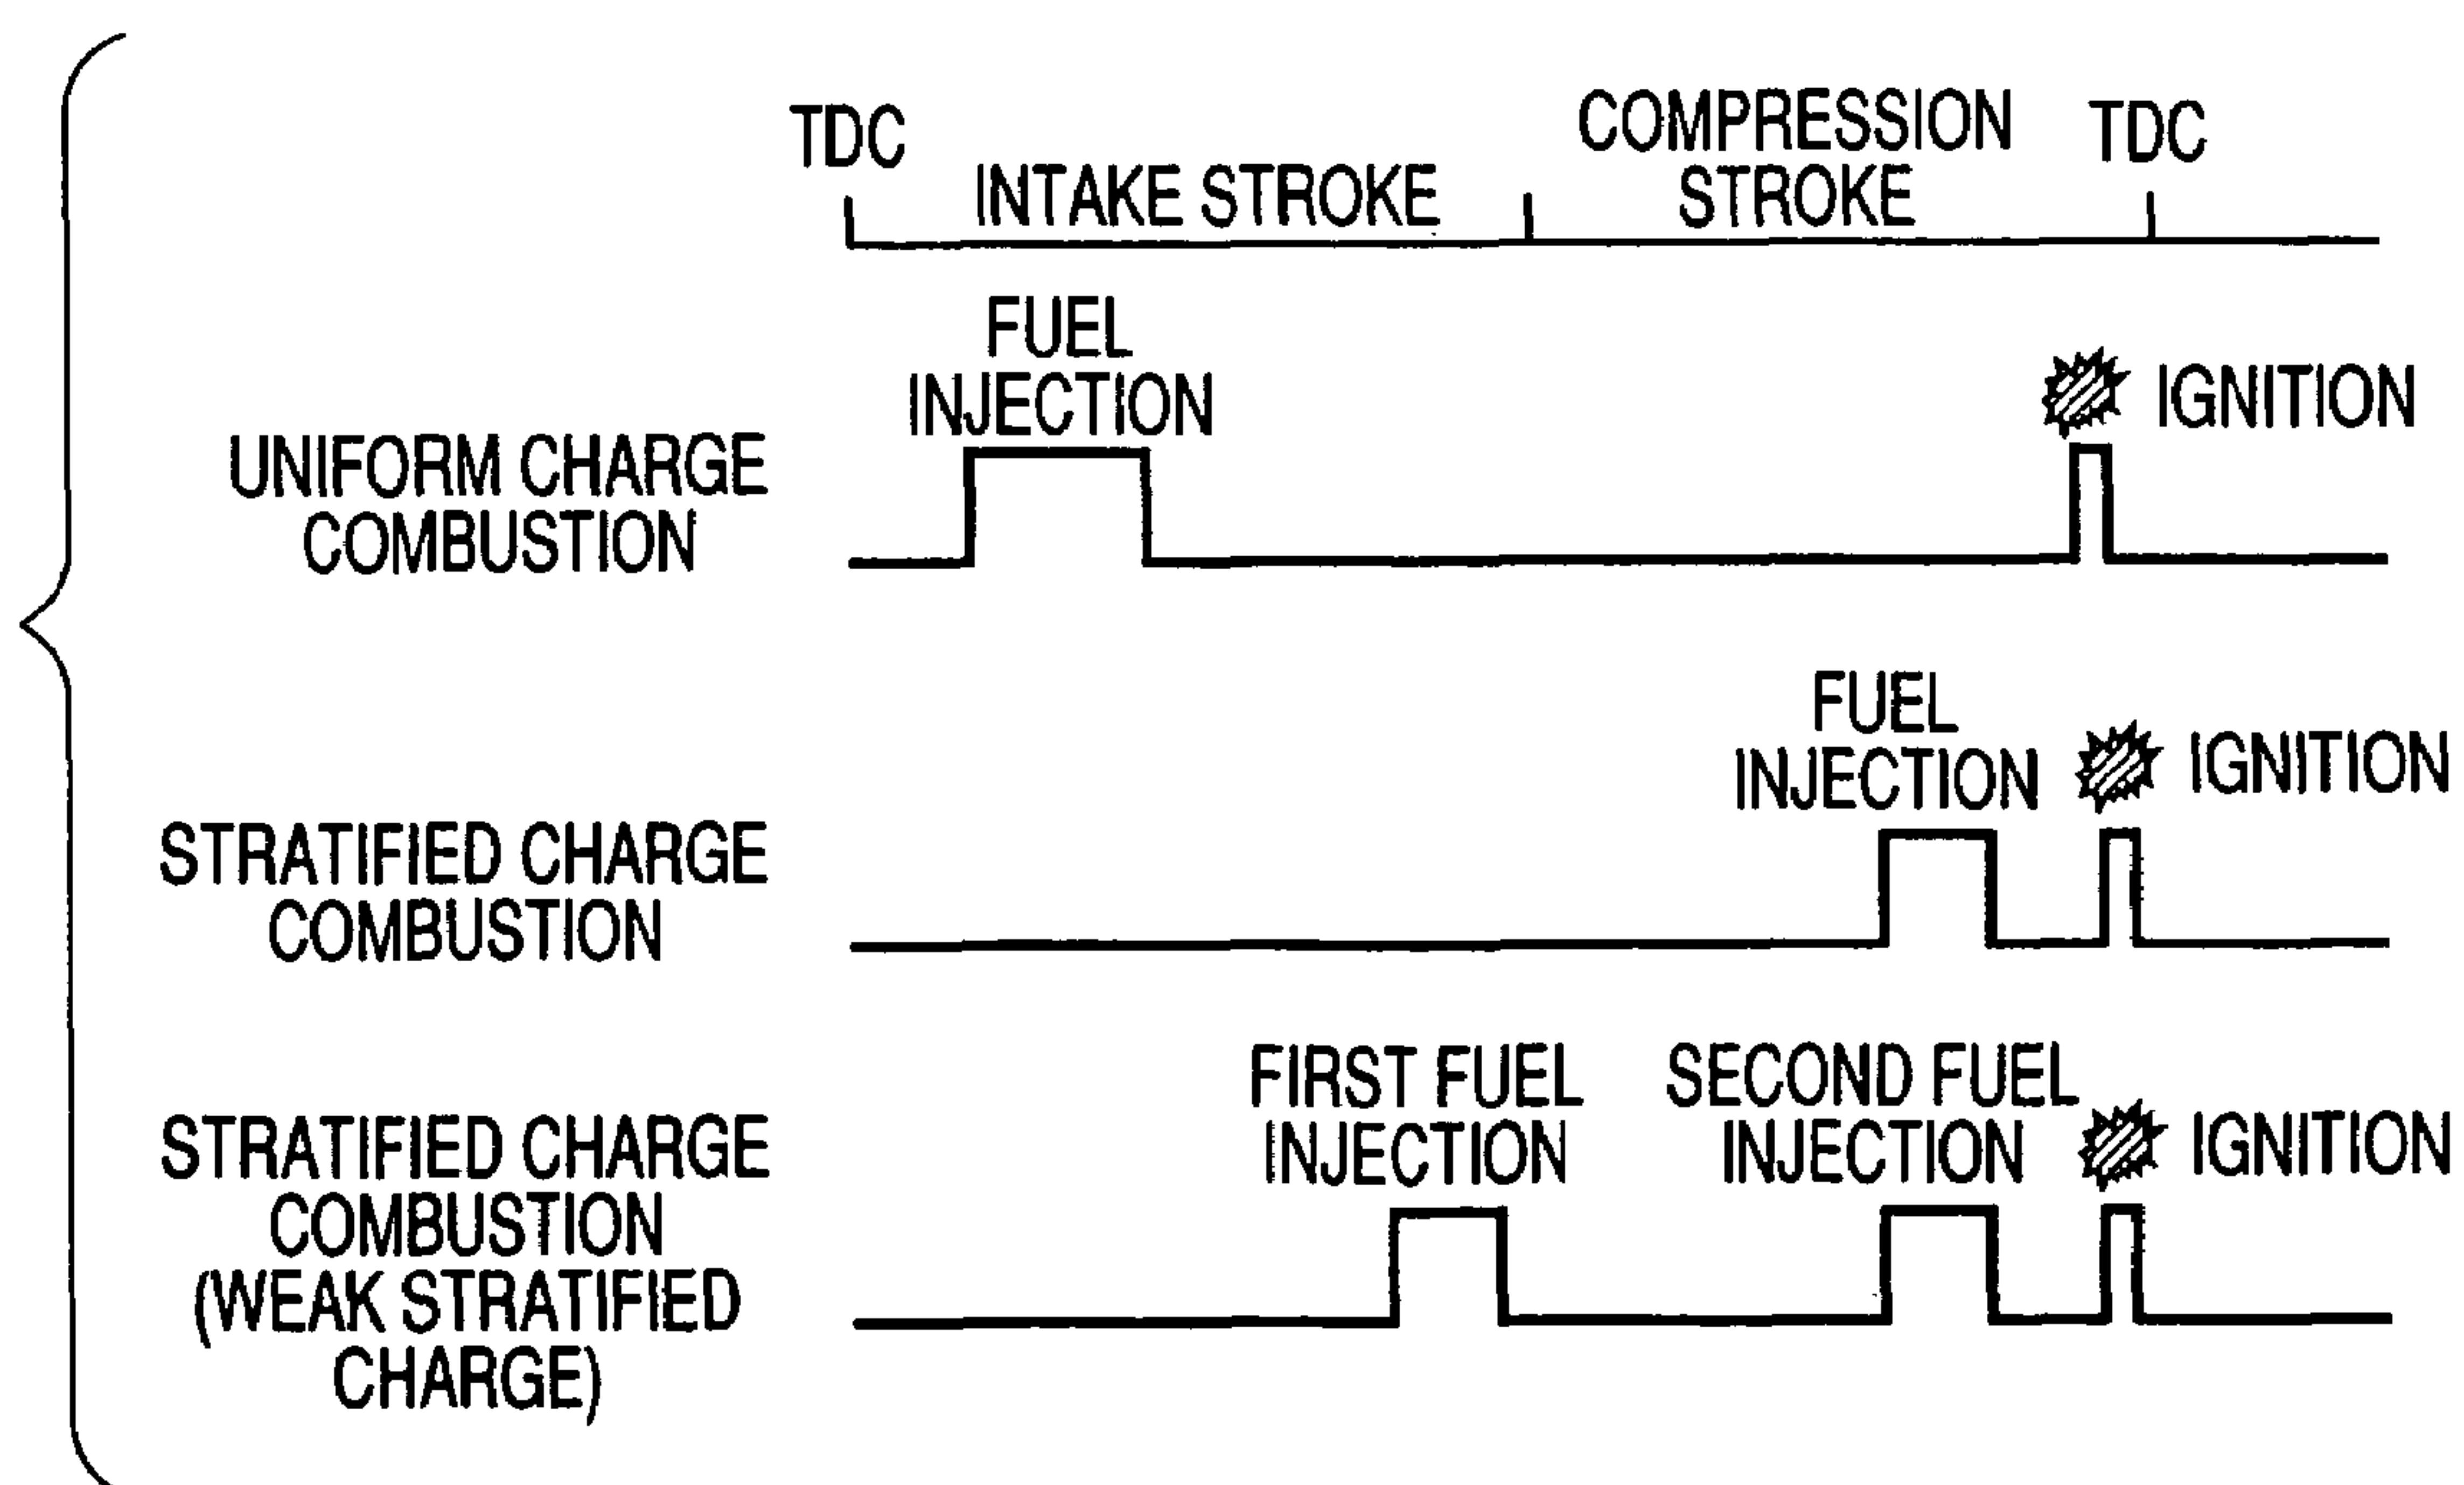 TDC
INTAKE STROKE
COMPRESSION
STROKE
TDC
FUEL
INJECTION
IGNITION
UNIFORM CHARGE
COMBUSTION
FUEL
INJECTION
IGNITION
STRATIFIED CHARGE
COMBUSTION
FIRST FUEL
INJECTION
SECOND FUEL
INJECTION
IGNITION
STRATIFIED CHARGE
COMBUSTION
(WEAK STRATIFIED
CHARGE)